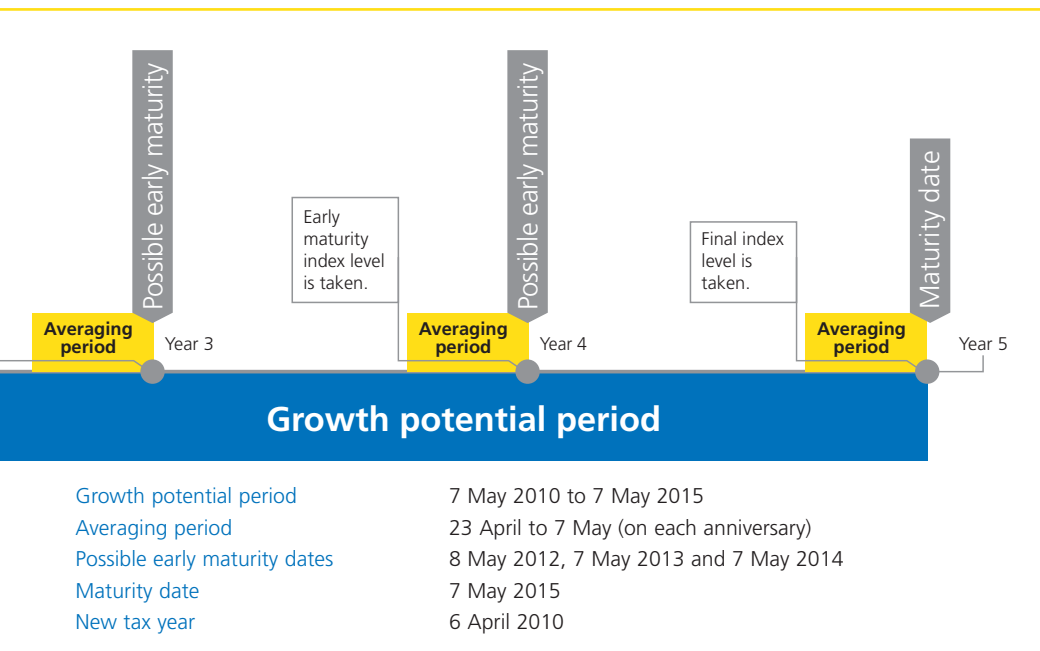 Possible early maturity
Possible early maturity
Maturity date
Early
maturity
index level
is taken.
Final index
level is
taken.
Averaging
period
Year 3
Averaging
period
Year 4
Averaging
period
Year 5
Growth potential period
Growth potential period 7 May 2010 to 7 May 2015
Averaging period 23 April to 7 May (on each anniversary)
Possible early maturity dates 8 May 2012, 7 May 2013 and 7 May 2014
Maturity date 7 May 2015
New tax year 6 April 2010